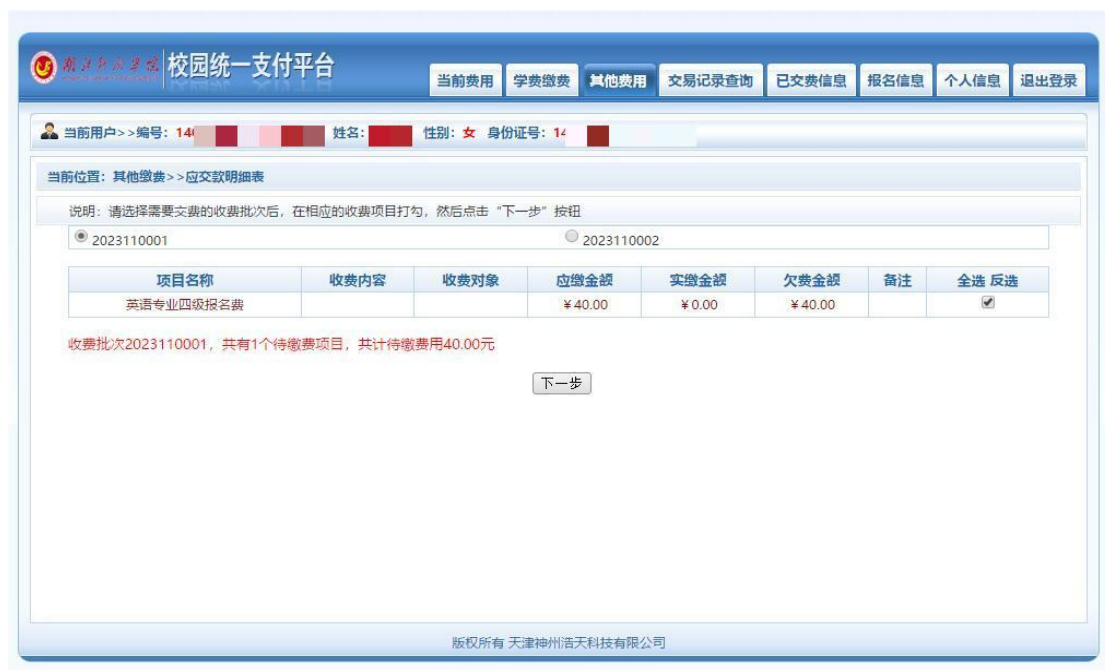 校园统一支付平台
当前费用 学费缴费 其他费用 交易记录查询 已交费信息 报名信息 个人信息 退出登录
当前用户>>编号：14 姓名： 性别：女 身份证号：14
当前位置：其他缴费>>应交款明细表
说明：请选择需要交费的收费批次后，在相应的收费项目打勾，然后点击“下一步”按钮
2023110001 2023110002
项目名称 收费内容 收费对象 应缴金额 实缴金额 欠费金额 备注 全选 反选
英语专业四级报名费 ¥40.00 ¥0.00 ¥40.00
收费批次2023110001，共有1个待缴费项目，共计待缴费用40.00元
下一步
版权所有 天津神州浩天科技有限公司